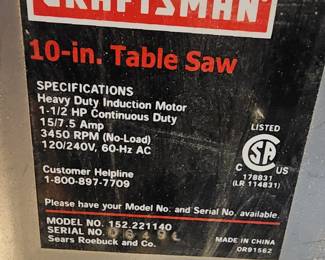 CRAFTSMAN
10-in. Table Saw
SPECIFICATIONS
Heavy Duty Induction Motor
1-1/2 HP Continuous Duty
15/7.5 Amp
3450 RPM (No-Load)
120/240V, 60-Hz AC
LISTED
SA
C US
178831
(LR 114831)
Customer Helpline
1-800-897-7709
Please have your Model No. and Serial No. available.
MODEL NO. 152.221140
SERIAL NO.
Sears Roebuck and Co.
MADE IN CHINA
OR91562